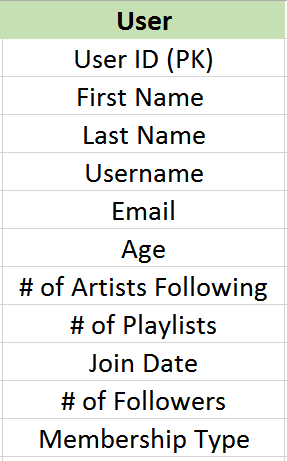 User
User ID (PK)
First Name
Last Name
Username
Email
Age
# of Artists Following
# of Playlists
Join Date
# of Followers
Membership Type